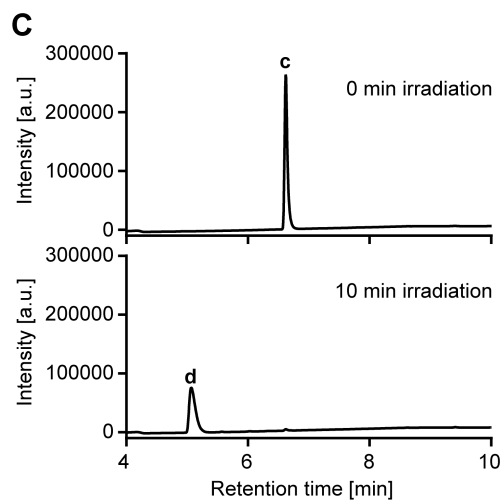 C
Intensity [a.u.]
300000
200000
100000
0
c
0 min irradiation
Intensity [a.u.]
300000
200000
100000
0
d
10 min irradiation
4 6 8 10
Retention time [min]